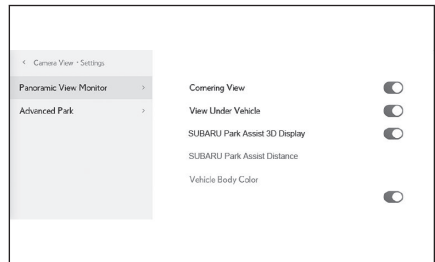 < Camera View • Settings
Panoramic View Monitor >
Advanced Park >
Cornering View
View Under Vehicle
SUBARU Park Assist 3D Display
SUBARU Park Assist Distance
Vehicle Body Color